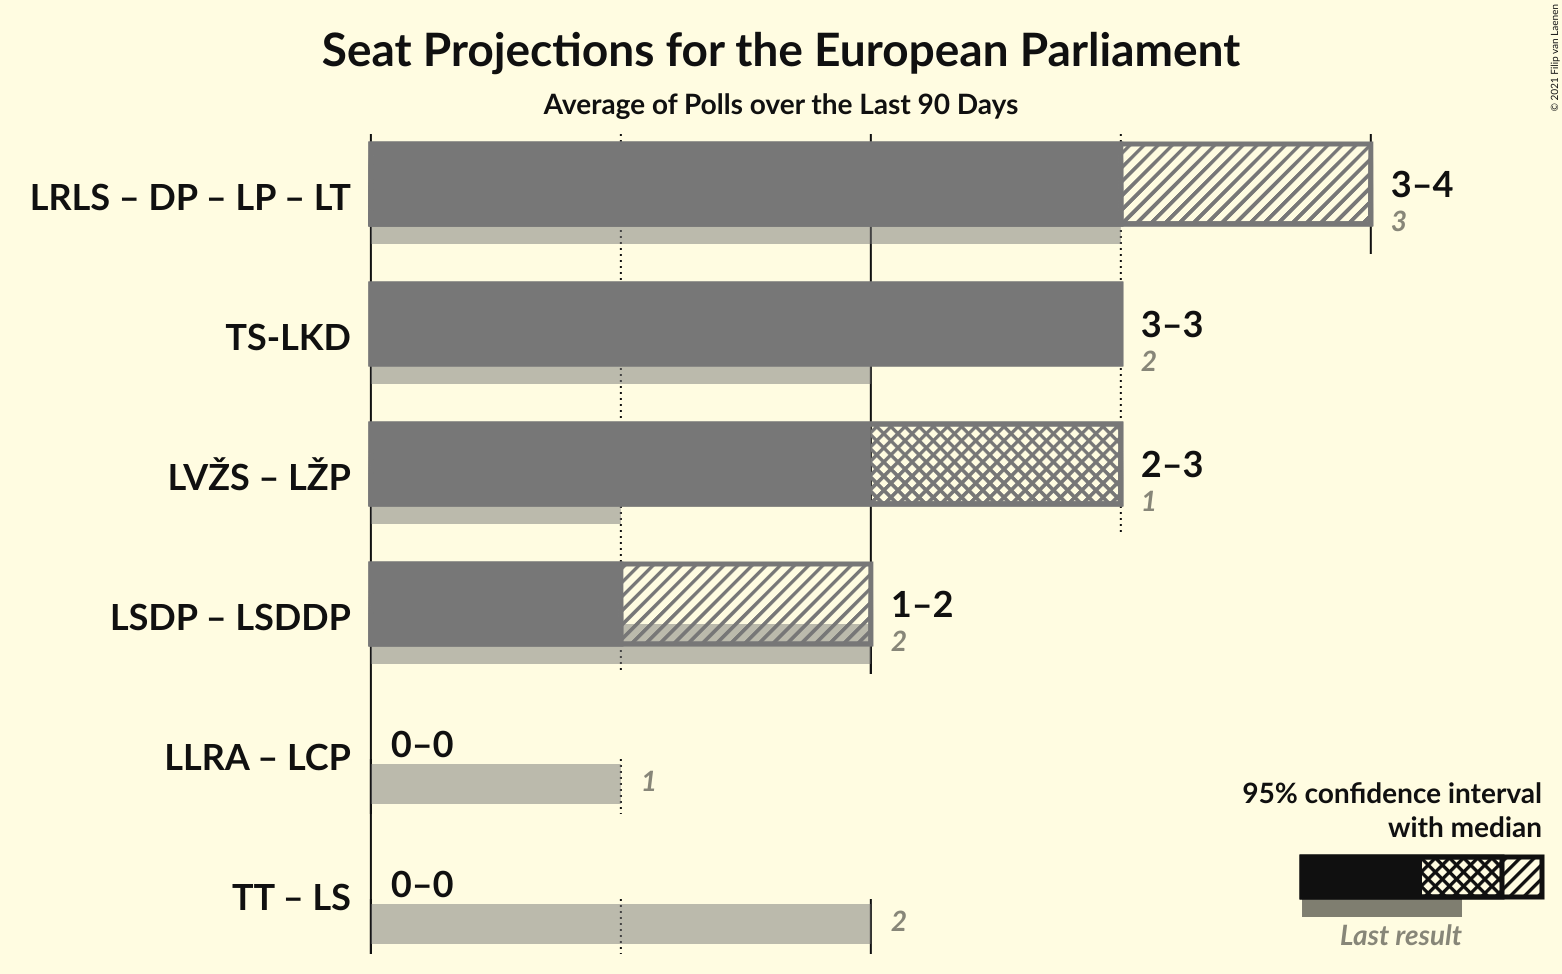 Seat Projections for the European Parliament
Average of Polls over the Last 90 Days
© 2021 Filip van Laenen
LRLS – DP – LP – LT
3–4
3
TS-LKD
3–3
2
LVŽS – LŽP
2–3
1
LSDP – LSDDP
1–2
2
LLRA – LCP
0–0
1
TT – LS
0–0
2
95% confidence interval
with median
Last result